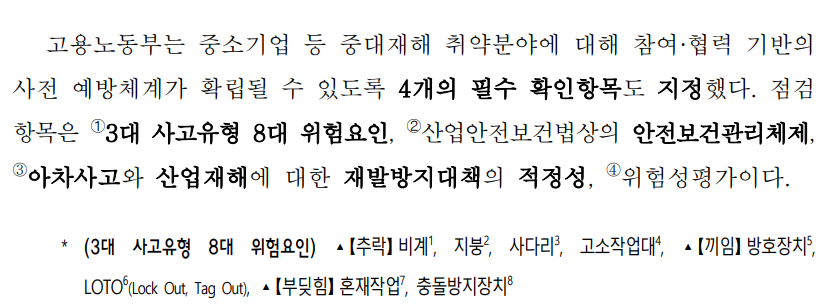 고용노동부는 중소기업 등 중대재해 취약분야에 대해 참여·협력 기반의
사전 예방체계가 확립될 수 있도록 4개의 필수 확인항목도 지정했다. 점검
항목은 ①3대 사고유형 8대 위험요인, ②산업안전보건법상의 안전보건관리체제,
③아차사고와 산업재해에 대한 재발방지대책의 적정성, ④위험성평가이다.
* (3대 사고유형 8대 위험요인) ▲【추락】비계¹, 지붕², 사다리³, 고소작업대⁴, ▲【끼임】방호장치⁵,
LOTO⁶(Lock Out, Tag Out), ▲【부딪힘】혼재작업⁷, 충돌방지장치⁸